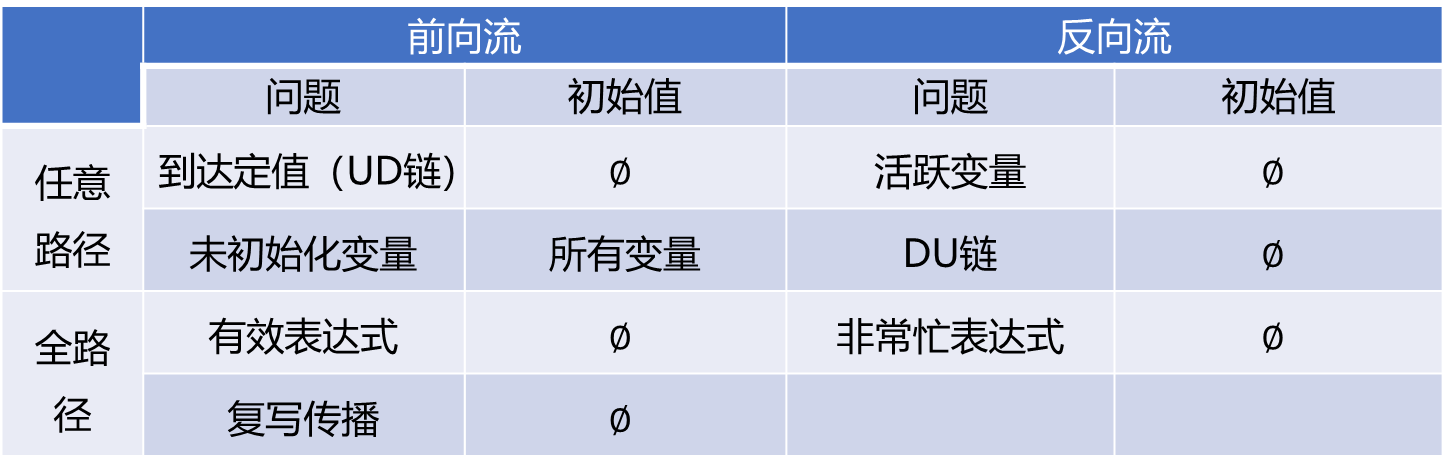 前向流 反向流
问题 初始值 问题 初始值
任意
路径
到达定值（UD链） ∅ 活跃变量 ∅
未初始化变量 所有变量 DU链 ∅
全路
径
有效表达式 ∅ 非常忙表达式 ∅
复写传播 ∅